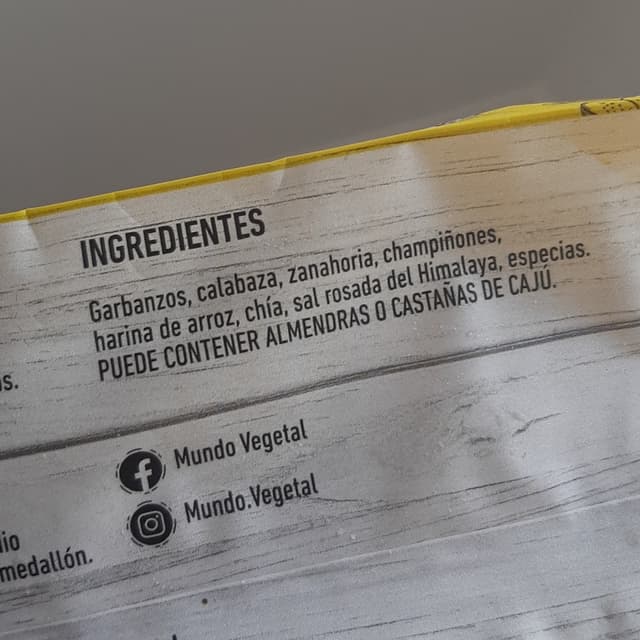 INGREDIENTES
Garbanzos, calabaza, zanahoria, champiñones,
harina de arroz, chía, sal rosada del Himalaya, especias.
PUEDE CONTENER ALMENDRAS O CASTAÑAS DE CAJÚ.
Mundo Vegetal
Mundo.Vegetal
medallón.